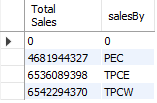 Total Sales salesBy
0 0
4681944327 PEC
6536089398 TPCE
6542294370 TPCW